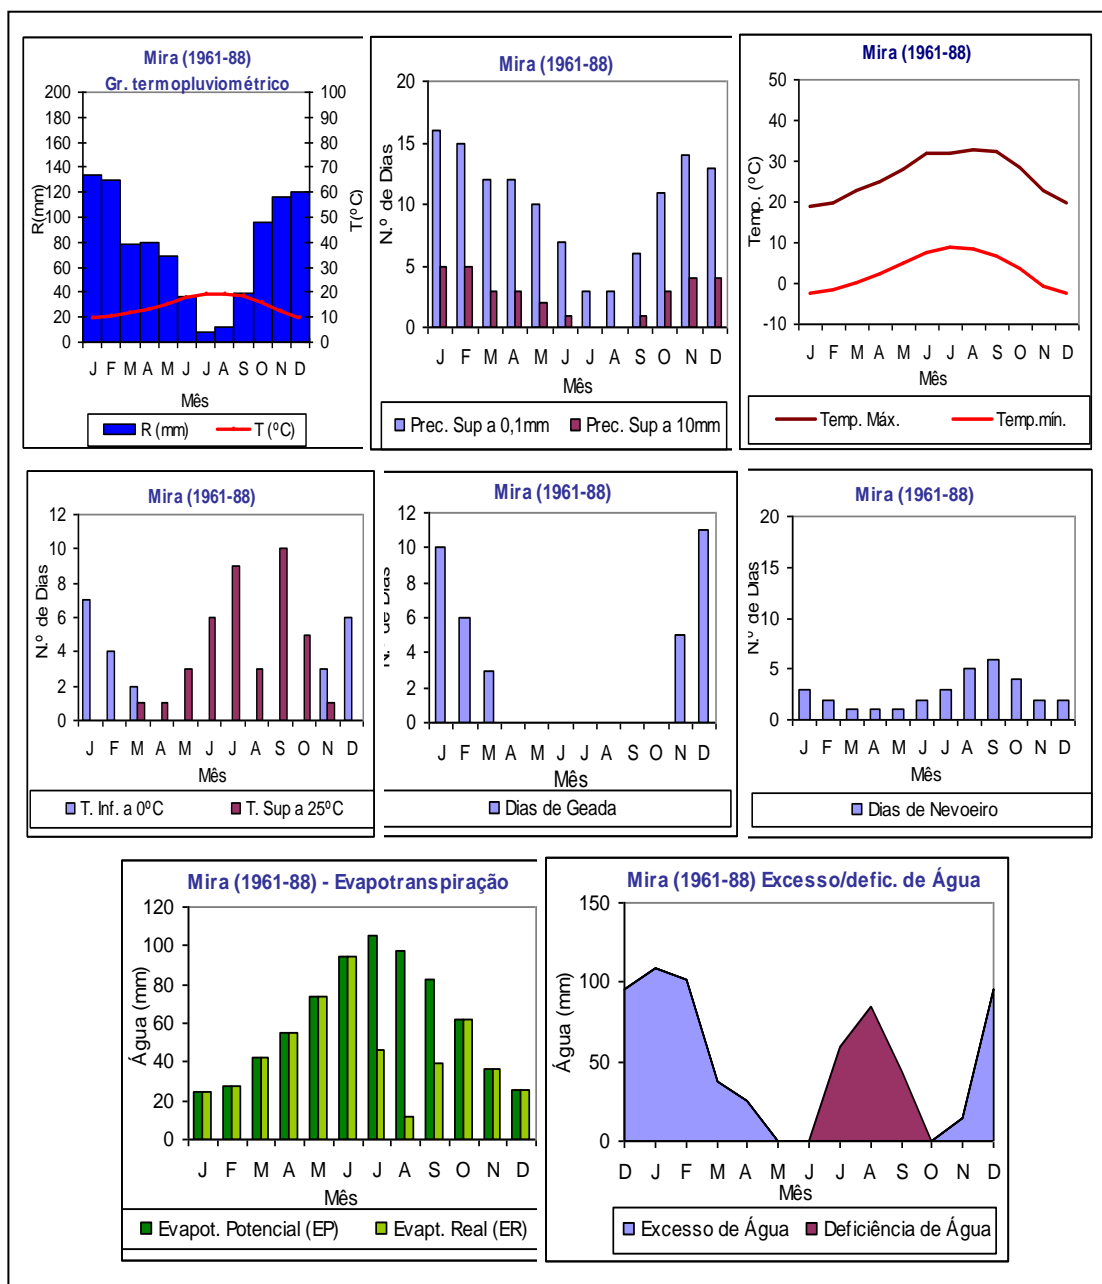 Mira (1961-88)
Gr. termopluviométrico
R(mm)
200
180
160
140
120
100
80
60
40
20
0
T(ºC)
100
90
80
70
60
50
40
30
20
10
0
J F M A M J J A S O N D
Mês
R (mm) T (ºC)
Mira (1961-88)
N.º de Dias
20
15
10
5
0
J F M A M J J A S O N D
Mês
Prec. Sup a 0,1mm Prec. Sup a 10mm
Mira (1961-88)
Temp. (ºC)
50
40
30
20
10
0
-10
J F M A M J J A S O N D
Mês
Temp. Máx. Temp.mín.
Mira (1961-88)
N.º de Dias
12
10
8
6
4
2
0
J F M A M J J A S O N D
Mês
T. Inf. a 0ºC T. Sup a 25ºC
Mira (1961-88)
N.º de Dias
12
10
8
6
4
2
0
J F M A M J J A S O N D
Mês
Dias de Geada
Mira (1961-88)
N.º de Dias
20
15
10
5
0
J F M A M J J A S O N D
Mês
Dias de Nevoeiro
Mira (1961-88) - Evapotranspiração
Água (mm)
120
100
80
60
40
20
0
J F M A M J J A S O N D
Mês
Evapot. Potencial (EP) Evapt. Real (ER)
Mira (1961-88) Excesso/defic. de Água
Água (mm)
150
100
50
0
D J F M A M J J A S O N D
Mês
Excesso de Água Deficiência de Água